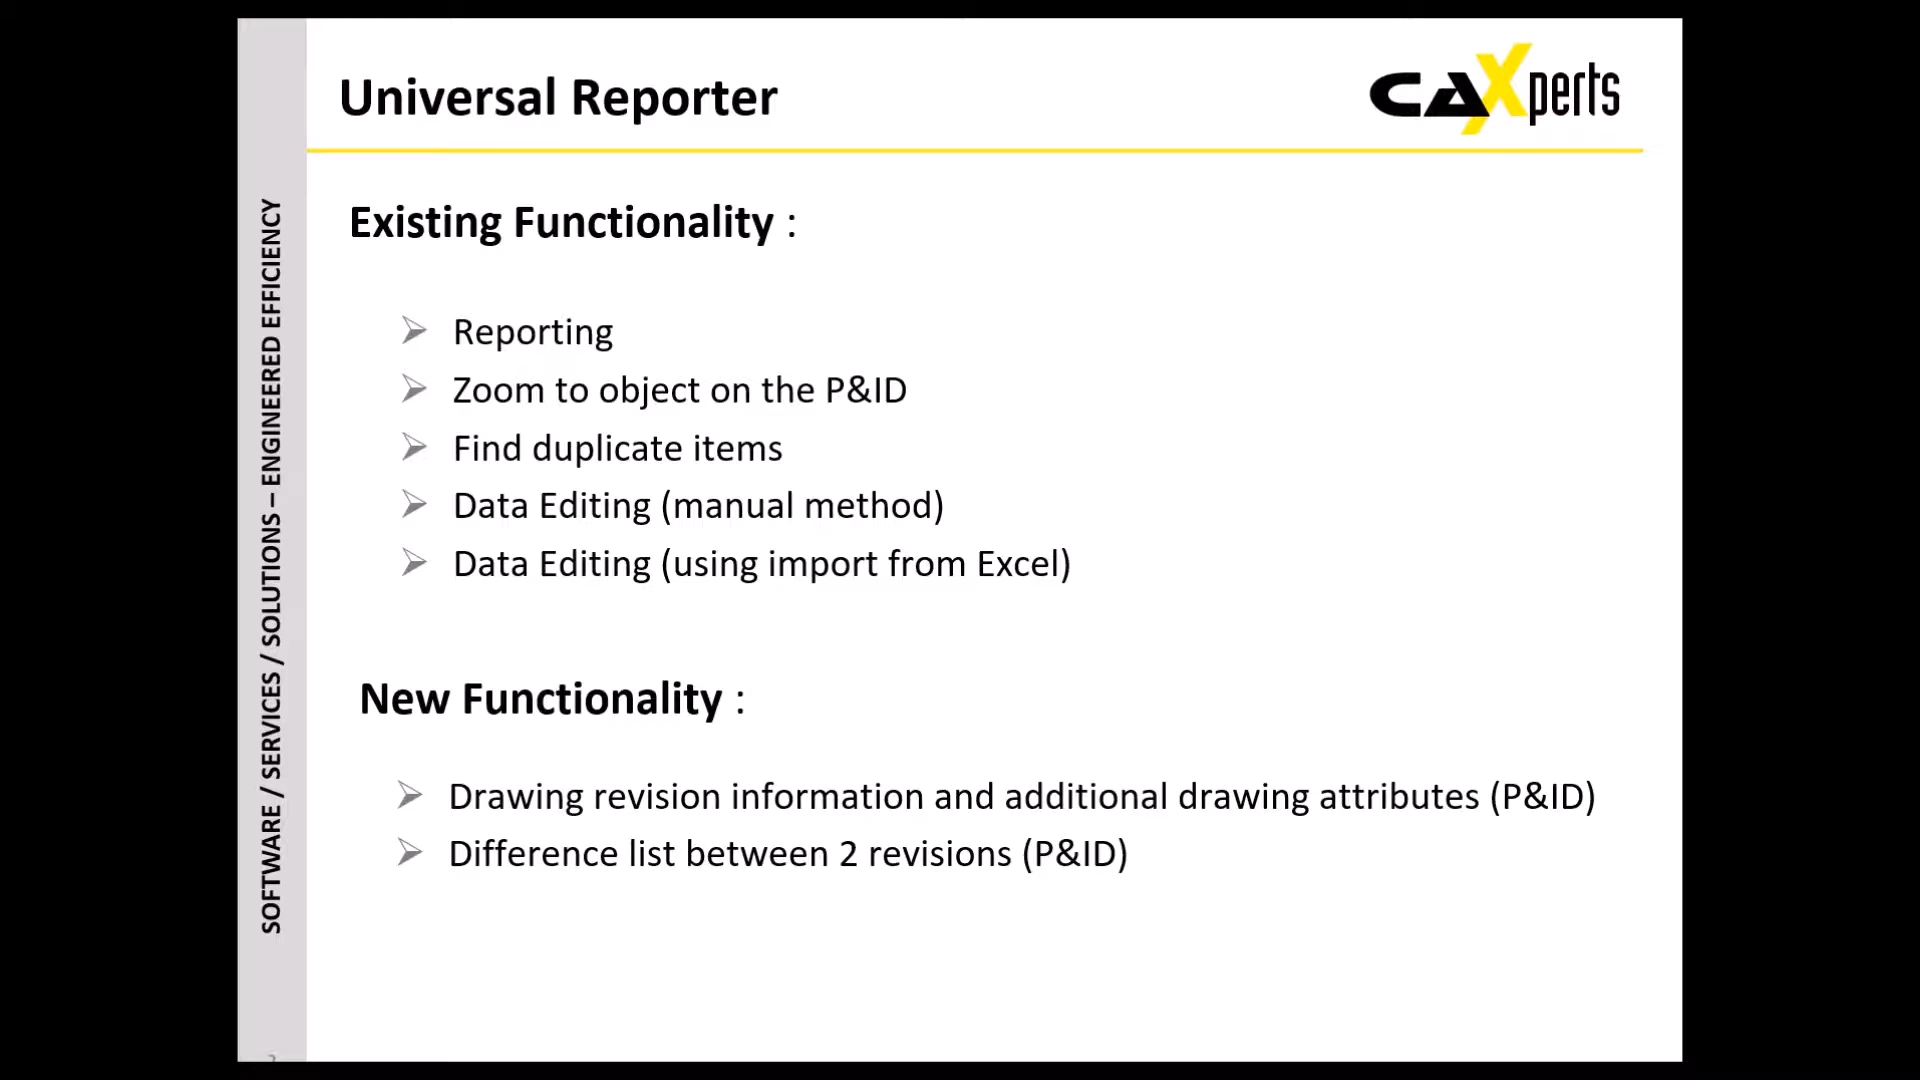 Universal Reporter
CAXperts
SOFTWARE / SERVICES / SOLUTIONS – ENGINEERED EFFICIENCY
Existing Functionality :
Reporting
Zoom to object on the P&ID
Find duplicate items
Data Editing (manual method)
Data Editing (using import from Excel)
New Functionality :
Drawing revision information and additional drawing attributes (P&ID)
Difference list between 2 revisions (P&ID)